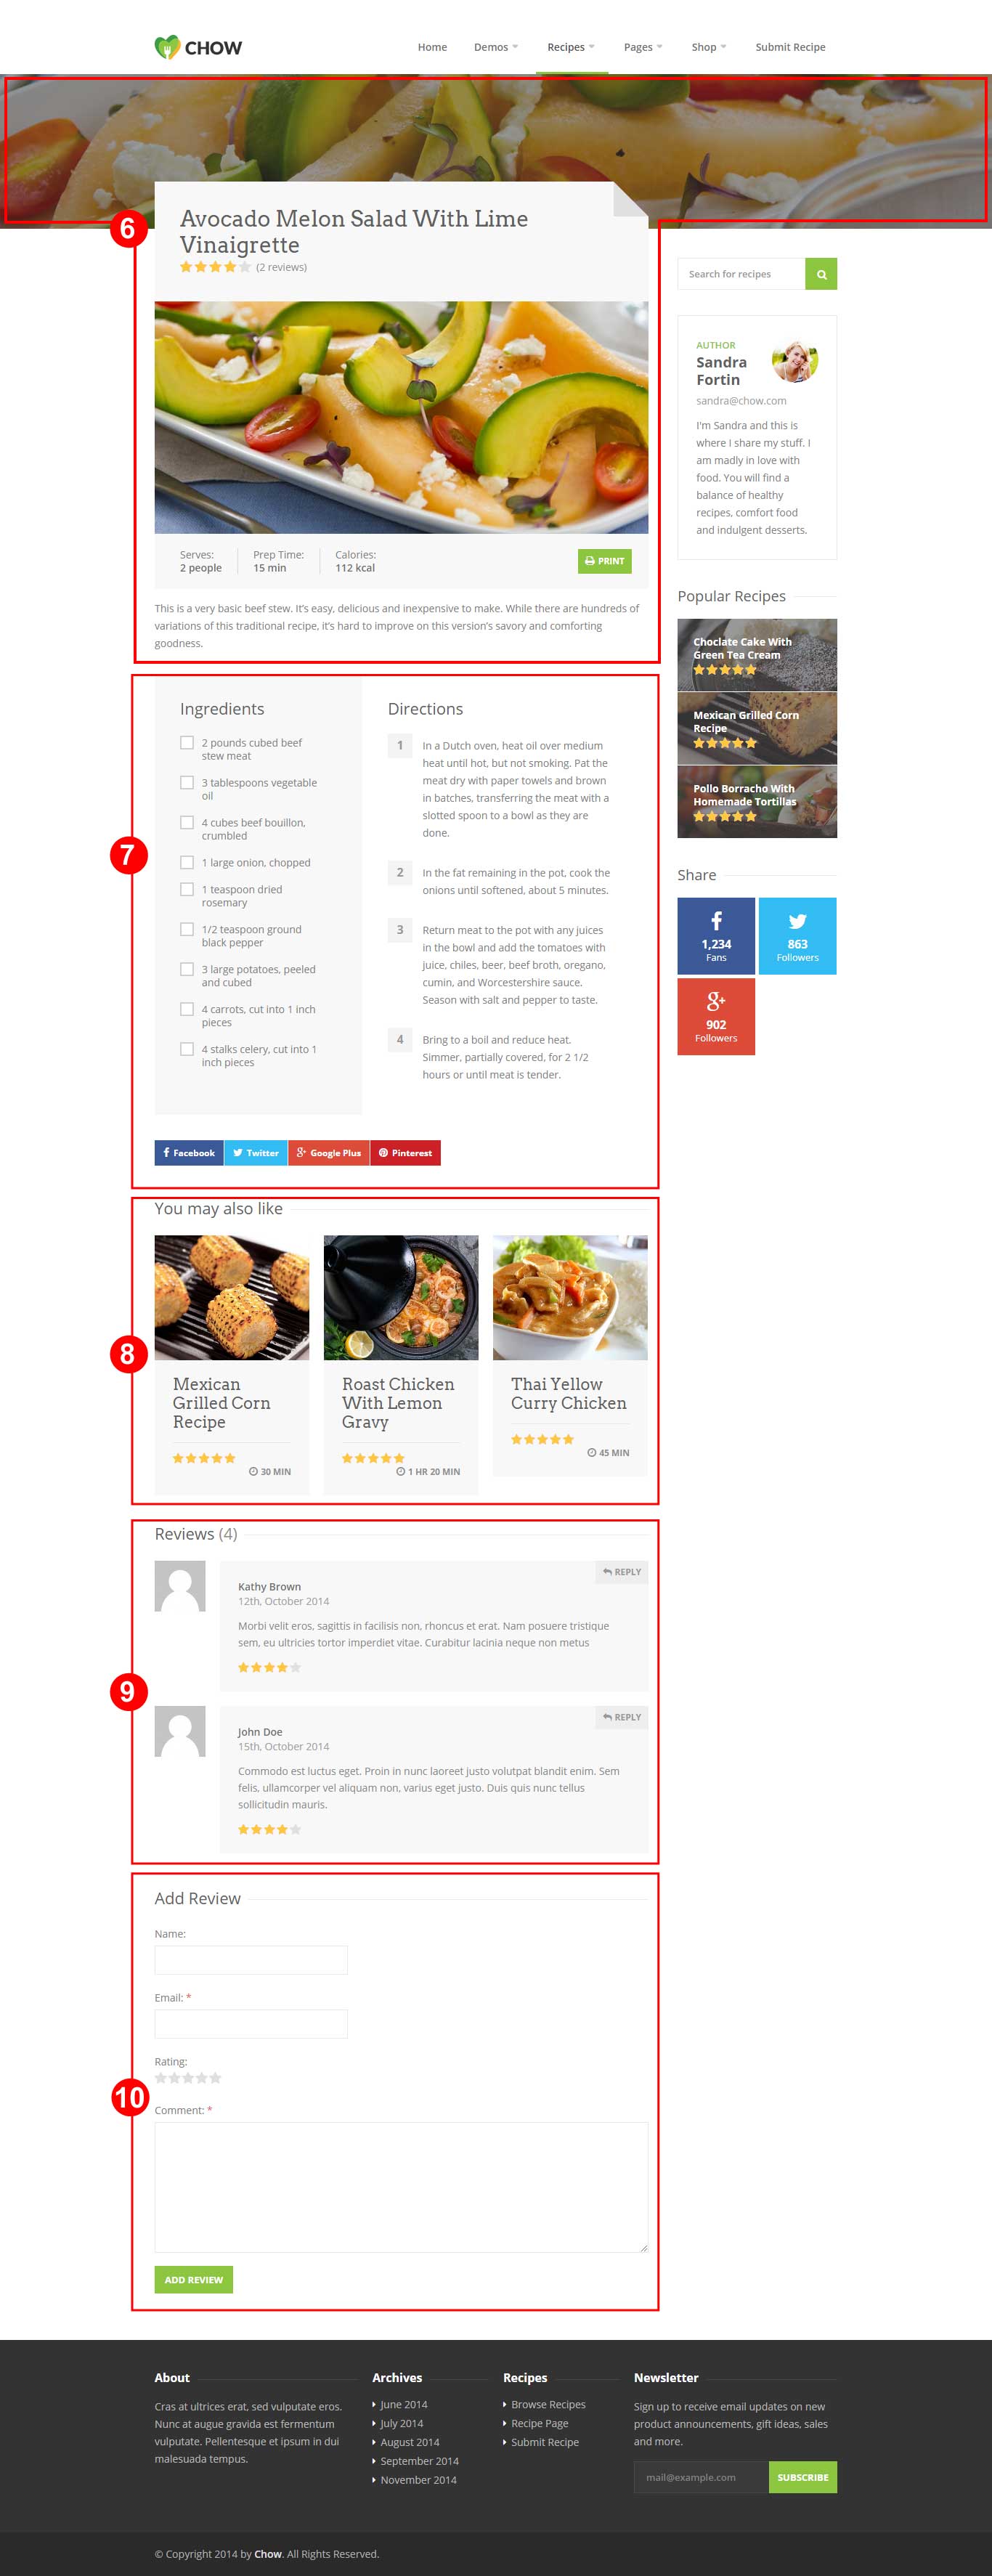 CHOW
Home Demos Recipes Pages Shop Submit Recipe
6
Avocado Melon Salad With Lime
Vinaigrette
(2 reviews)
Serves:
2 people
Prep Time:
15 min
Calories:
112 kcal
PRINT
This is a very basic beef stew. It's easy, delicious and inexpensive to make. While there are hundreds of
variations of this traditional recipe, it's hard to improve on this version's savory and comforting
goodness.
7
Ingredients
2 pounds cubed beef
stew meat
3 tablespoons vegetable
oil
4 cubes beef bouillon,
crumbled
1 large onion, chopped
1 teaspoon dried
rosemary
1/2 teaspoon ground
black pepper
3 large potatoes, peeled
and cubed
4 carrots, cut into 1 inch
pieces
4 stalks celery, cut into 1
inch pieces
Directions
1
In a Dutch oven, heat oil over medium
heat until hot, but not smoking. Pat the
meat dry with paper towels and brown
in batches, transferring the meat with a
slotted spoon to a bowl as they are
done.
2
In the fat remaining in the pot, cook the
onions until softened, about 5 minutes.
3
Return meat to the pot with any juices
in the bowl and add the tomatoes with
juice, chiles, beer, beef broth, oregano,
cumin, and Worcestershire sauce.
Season with salt and pepper to taste.
4
Bring to a boil and reduce heat.
Simmer, partially covered, for 2 1/2
hours or until meat is tender.
Facebook Twitter Google Plus Pinterest
8
You may also like
Mexican
Grilled Corn
Recipe
30 MIN
Roast Chicken
With Lemon
Gravy
1 HR 20 MIN
Thai Yellow
Curry Chicken
45 MIN
9
Reviews (4)
REPLY
Kathy Brown
12th, October 2014
Morbi velit eros, sagittis in facilisis non, rhoncus et erat. Nam posuere tristique
sem, eu ultricies tortor imperdiet vitae. Curabitur lacinia neque non metus
REPLY
John Doe
15th, October 2014
Commodo est luctus eget. Proin in nunc laoreet justo volutpat blandit enim. Sem
felis, ullamcorper vel aliquam non, varius eget justo. Duis quis nunc tellus
sollicitudin mauris.
10
Add Review
Name:
Email: *
Rating:
Comment: *
ADD REVIEW
Search for recipes
AUTHOR
Sandra
Fortin
sandra@chow.com
I'm Sandra and this is
where I share my stuff. I
am madly in love with
food. You will find a
balance of healthy
recipes, comfort food
and indulgent desserts.
Popular Recipes
Choclate Cake With
Green Tea Cream
Mexican Grilled Corn
Recipe
Pollo Borracho With
Homemade Tortillas
Share
f
1,234
Fans
863
Followers
g+
902
Followers
About
Cras at ultrices erat, sed vulputate eros.
Nunc at augue gravida est fermentum
vulputate. Pellentesque et ipsum in dui
malesuada tempus.
Archives
June 2014
July 2014
August 2014
September 2014
November 2014
Recipes
Browse Recipes
Recipe Page
Submit Recipe
Newsletter
Sign up to receive email updates on new
product announcements, gift ideas, sales
and more.
mail@example.com
SUBSCRIBE
© Copyright 2014 by Chow. All Rights Reserved.